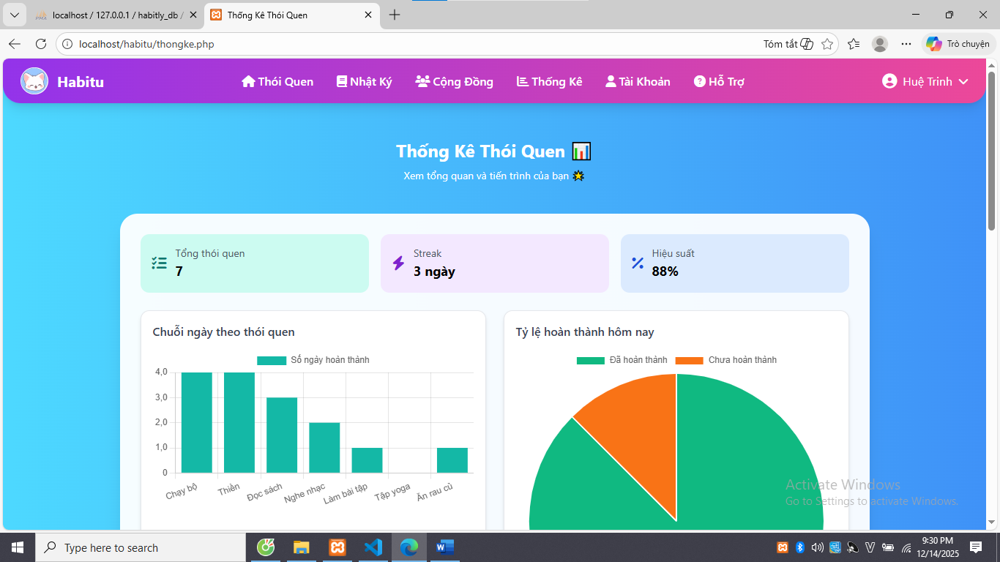 localhost / 127.0.0.1 / habitly_db /
Thống Kê Thói Quen
localhost/habitu/thongke.php
Tóm tắt
Trò chuyện
Habitu
Thói Quen
Nhật Ký
Cộng Đồng
Thống Kê
Tài Khoản
Hỗ Trợ
Huệ Trinh
Thống Kê Thói Quen
Xem tổng quan và tiến trình của bạn
Tổng thói quen
7
Streak
3 ngày
Hiệu suất
88%
Chuỗi ngày theo thói quen
Số ngày hoàn thành
4,0
3,0
2,0
1,0
0
Chạy bộ
Thiền
Đọc sách
Nghe nhạc
Làm bài tập
Tập yoga
Ăn rau củ
Tỷ lệ hoàn thành hôm nay
Đã hoàn thành
Chưa hoàn thành
Activate Windows
Go to Settings to activate Windows.
Type here to search
9:30 PM
12/14/2025